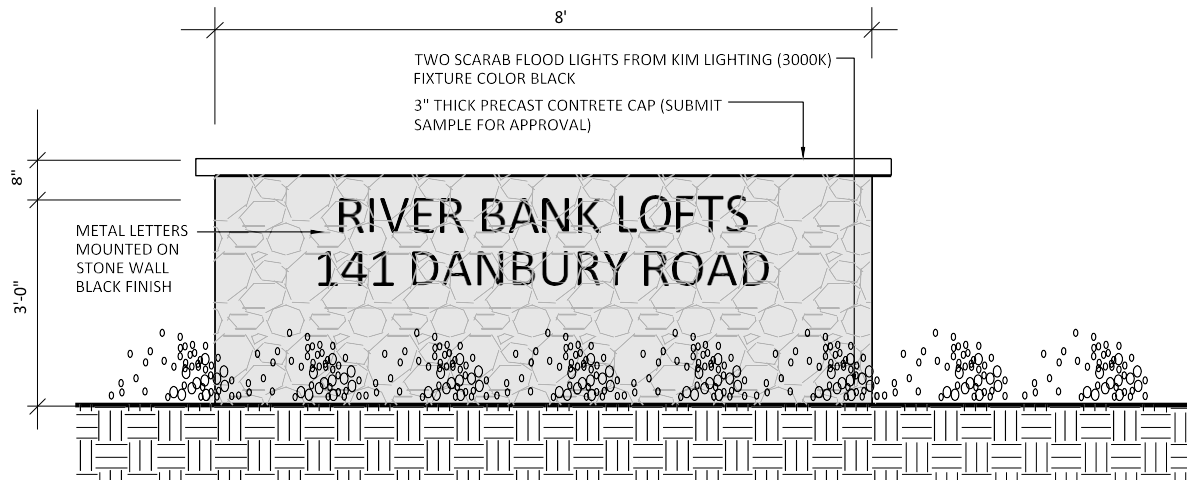 8'
TWO SCARAB FLOOD LIGHTS FROM KIM LIGHTING (3000K)
FIXTURE COLOR BLACK
3" THICK PRECAST CONTRETE CAP (SUBMIT
SAMPLE FOR APPROVAL)
8"
RIVER BANK LOFTS
141 DANBURY ROAD
METAL LETTERS
MOUNTED ON
STONE WALL
BLACK FINISH
3'-0"